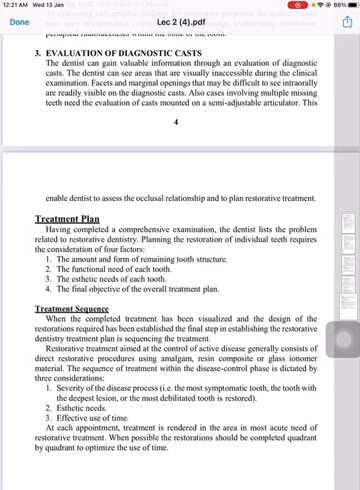 12:21 AM Wed 13 Jan
88%
Done
Lec 2 (4).pdf
3. EVALUATION OF DIAGNOSTIC CASTS
The dentist can gain valuable information through an evaluation of diagnostic
casts. The dentist can see areas that are visually inaccessible during the clinical
examination. Facets and marginal openings that may be difficult to see intraorally
are readily visible on the diagnostic casts. Also cases involving multiple missing
teeth need the evaluation of casts mounted on a semi-adjustable articulator. This
4
enable dentist to assess the occlusal relationship and to plan restorative treatment.
Treatment Plan
Having completed a comprehensive examination, the dentist lists the problem
related to restorative dentistry. Planning the restoration of individual teeth requires
the consideration of four factors:
1. The amount and form of remaining tooth structure.
2. The functional need of each tooth.
3. The esthetic needs of each tooth.
4. The final objective of the overall treatment plan.
Treatment Sequence
When the completed treatment has been visualized and the design of the
restorations required has been established the final step in establishing the restorative
dentistry treatment plan is sequencing the treatment.
Restorative treatment aimed at the control of active disease generally consists of
direct restorative procedures using amalgam, resin composite or glass ionomer
material. The sequence of treatment within the disease-control phase is dictated by
three considerations:
1. Severity of the disease process (i.e. the most symptomatic tooth, the tooth with
the deepest lesion, or the most debilitated tooth is restored).
2. Esthetic needs.
3. Effective use of time.
At each appointment, treatment is rendered in the area in most acute need of
restorative treatment. When possible the restorations should be completed quadrant
by quadrant to optimize the use of time.